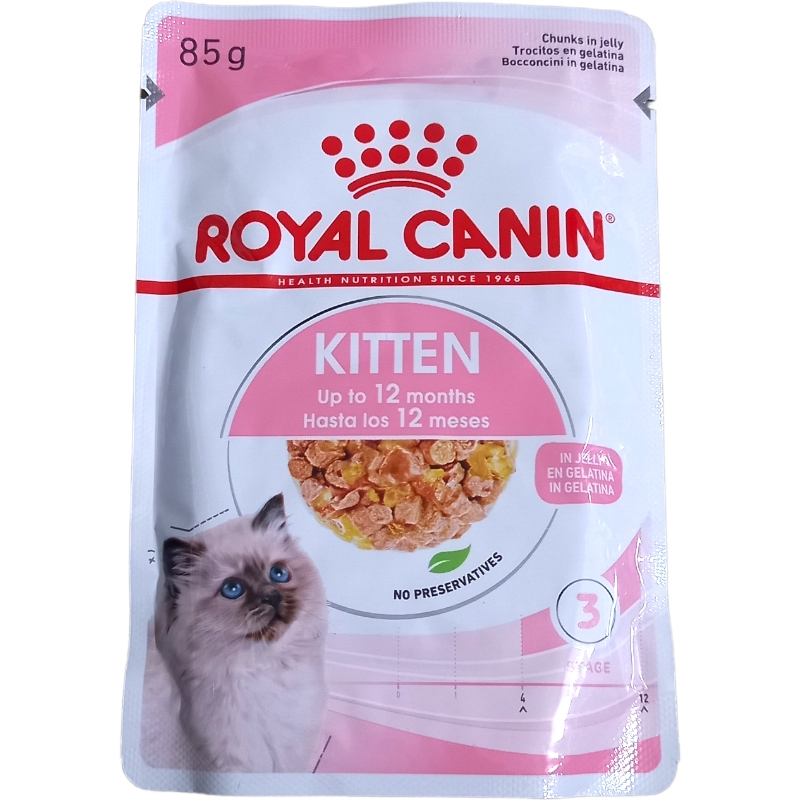 85g
Chunks in jelly
Trocitos en gelatina
Bocconcini in gelatina
ROYAL CANIN®
HEALTH NUTRITION SINCE 1968
KITTEN
Up to 12 months
Hasta los 12 meses
IN JELLY
EN GELATINA
IN GELATINA
NO PRESERVATIVES
3
STAGE
0 1 4 12